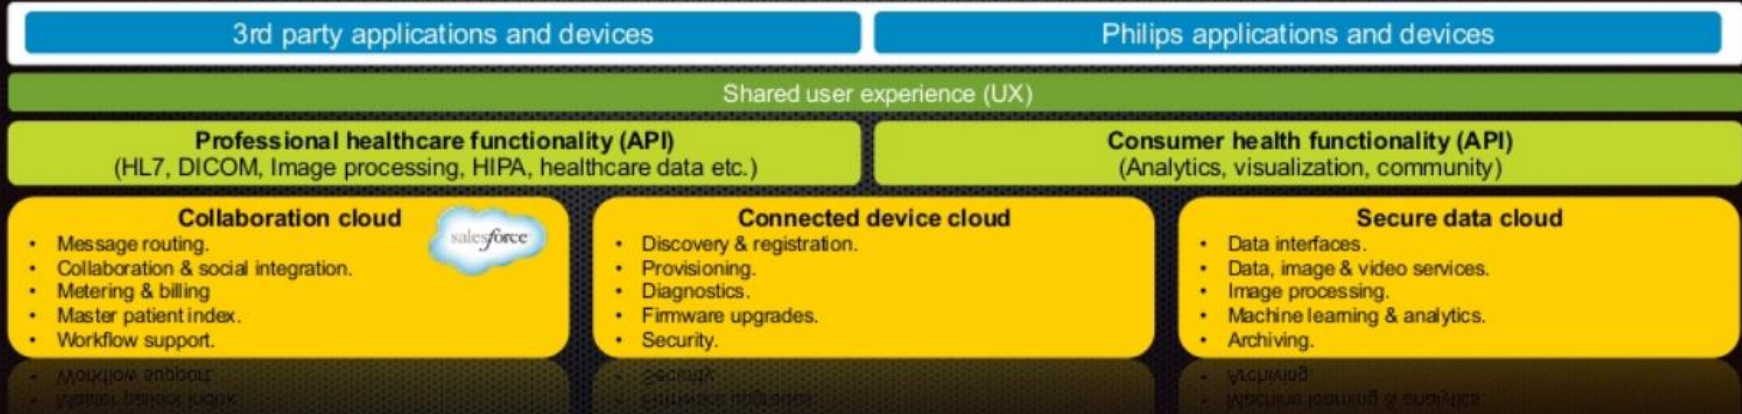 3rd party applications and devices
Philips applications and devices
Shared user experience (UX)
Professional healthcare functionality (API)
(HL7, DICOM, Image processing, HIPA, healthcare data etc.)
Consumer health functionality (API)
(Analytics, visualization, community)
Collaboration cloud
salesforce
• Message routing.
• Collaboration & social integration.
• Metering & billing
• Master patient index.
• Workflow support.
Connected device cloud
• Discovery & registration.
• Provisioning.
• Diagnostics.
• Firmware upgrades.
• Security.
Secure data cloud
• Data interfaces.
• Data, image & video services.
• Image processing.
• Machine learning & analytics.
• Archiving.